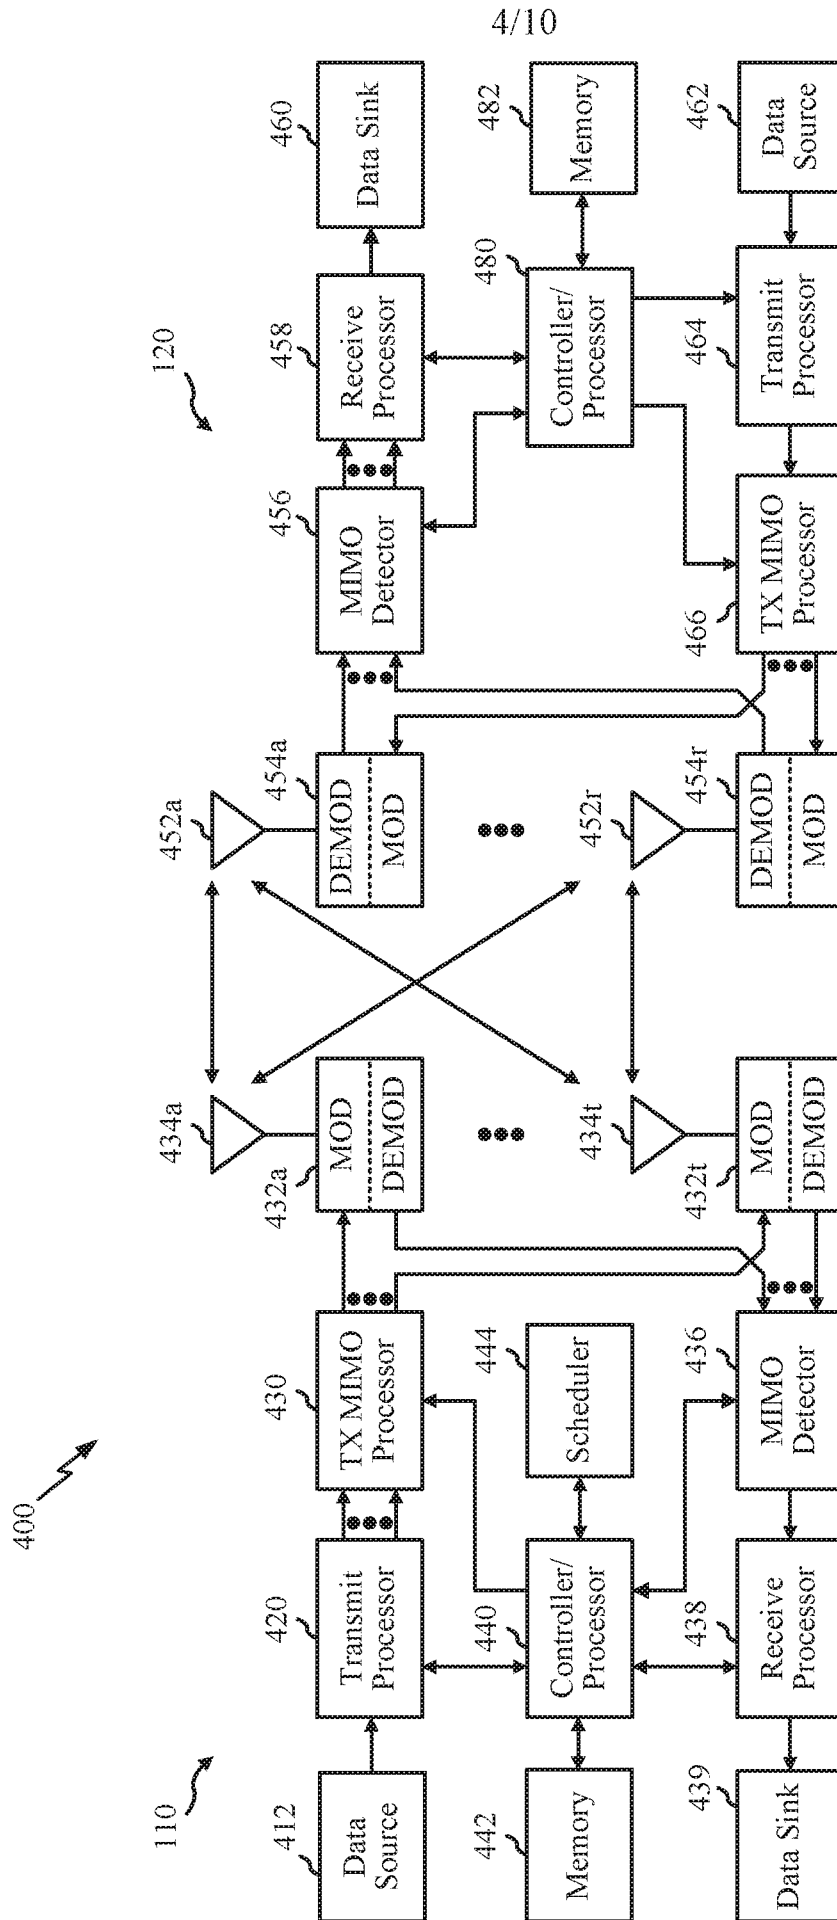 4/10
400
110
120
412
Data
Source
420
Transmit
Processor
430
TX MIMO
Processor
432a
MOD
DEMOD
434a
452a
454a
DEMOD
MOD
456
MIMO
Detector
458
Receive
Processor
460
Data Sink
442
Memory
440
Controller/
Processor
444
Scheduler
480
Controller/
Processor
482
Memory
439
Data Sink
438
Receive
Processor
436
MIMO
Detector
432t
MOD
DEMOD
434t
452r
454r
DEMOD
MOD
466
TX MIMO
Processor
464
Transmit
Processor
462
Data
Source